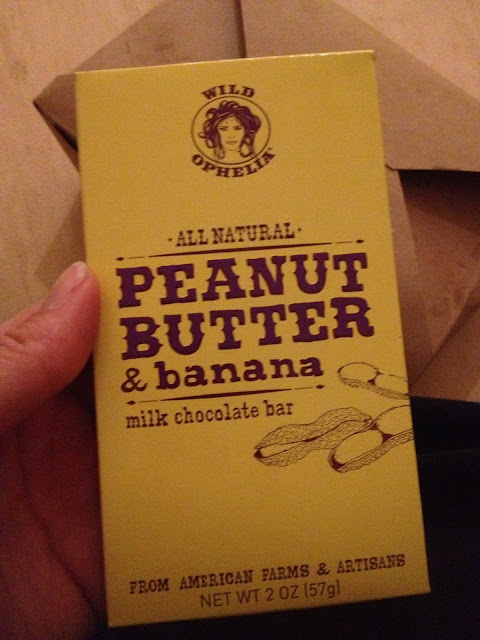 WILD
OPHELIA
·ALL NATURAL·
PEANUT
BUTTER
& banana
milk chocolate bar
FROM AMERICAN FARMS & ARTISANS
NET WT 2 OZ (57g)